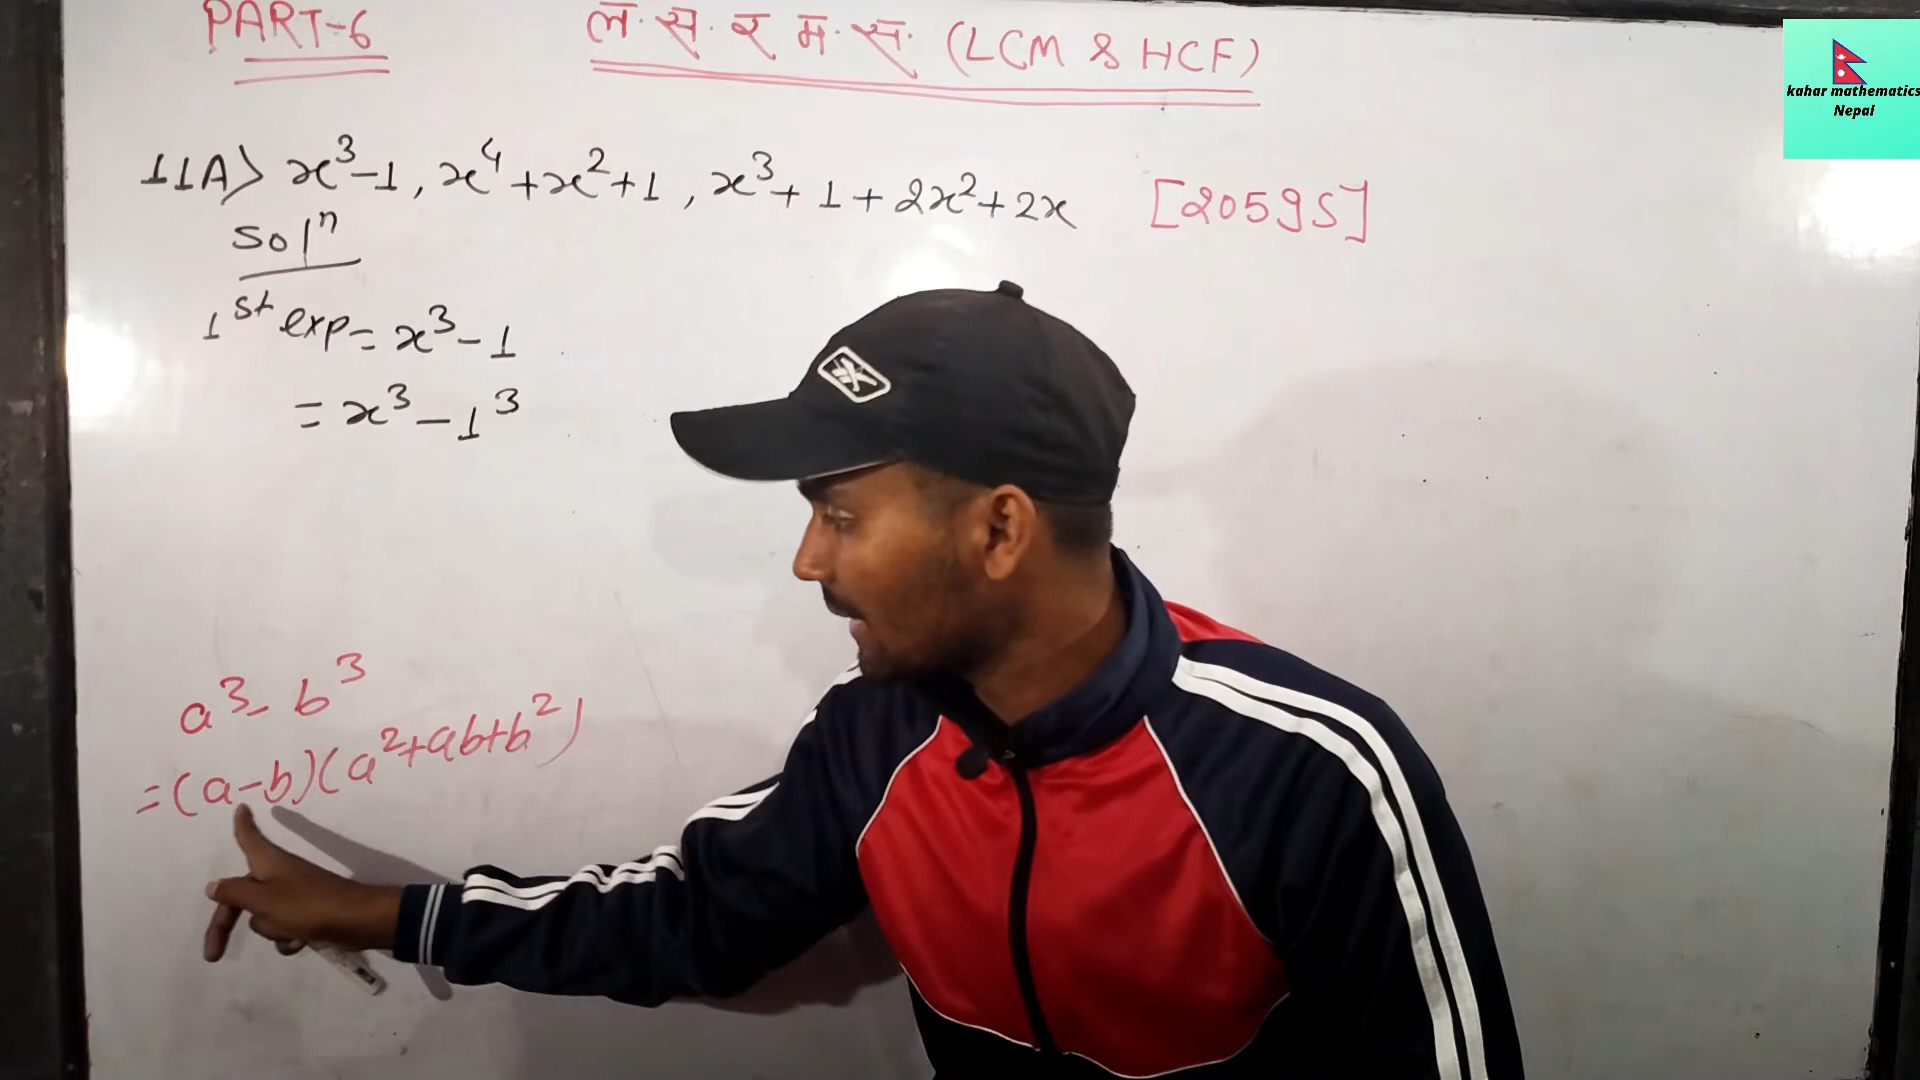 PART-6
ल. स. र म. स. (LCM & HCF)
kahar mathematics
Nepal
11A> x³-1, x⁴+x²+1, x³+1+2x²+2x [2059S]
solⁿ
1st exp = x³-1
= x³-1³
a³-b³
=(a-b)(a²+ab+b²)